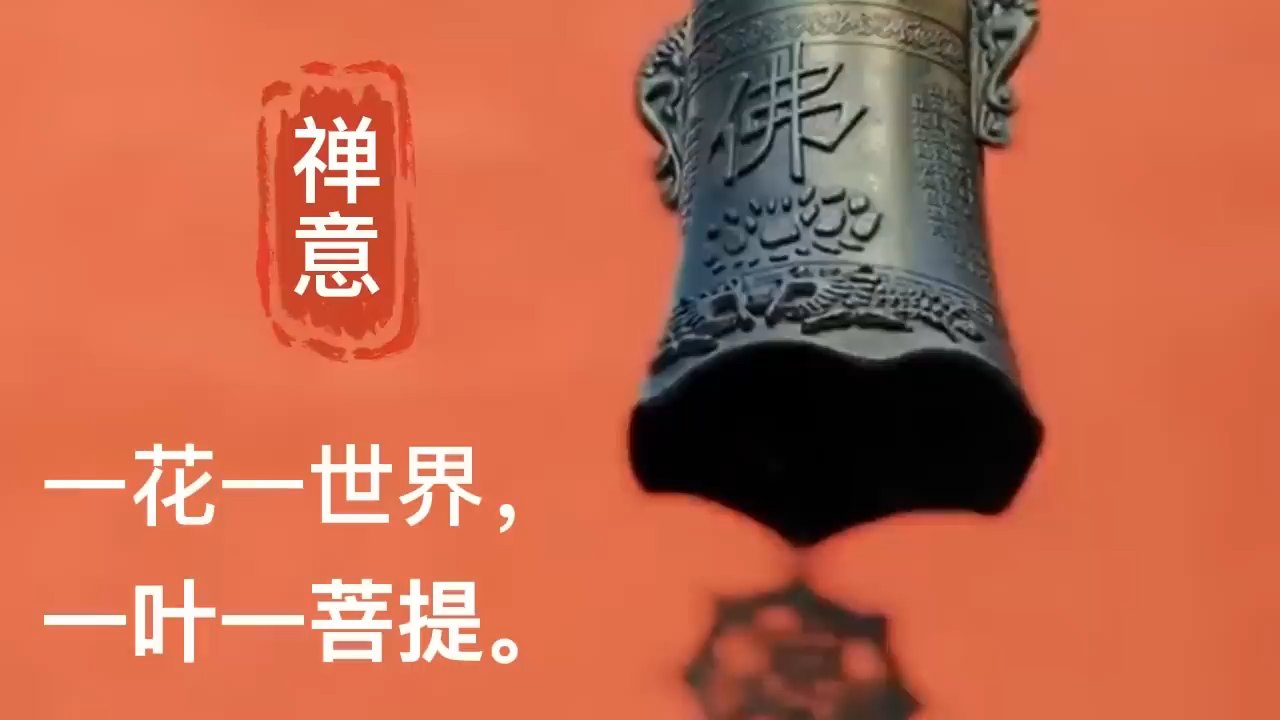 禅意
佛
一花一世界，
一叶一菩提。